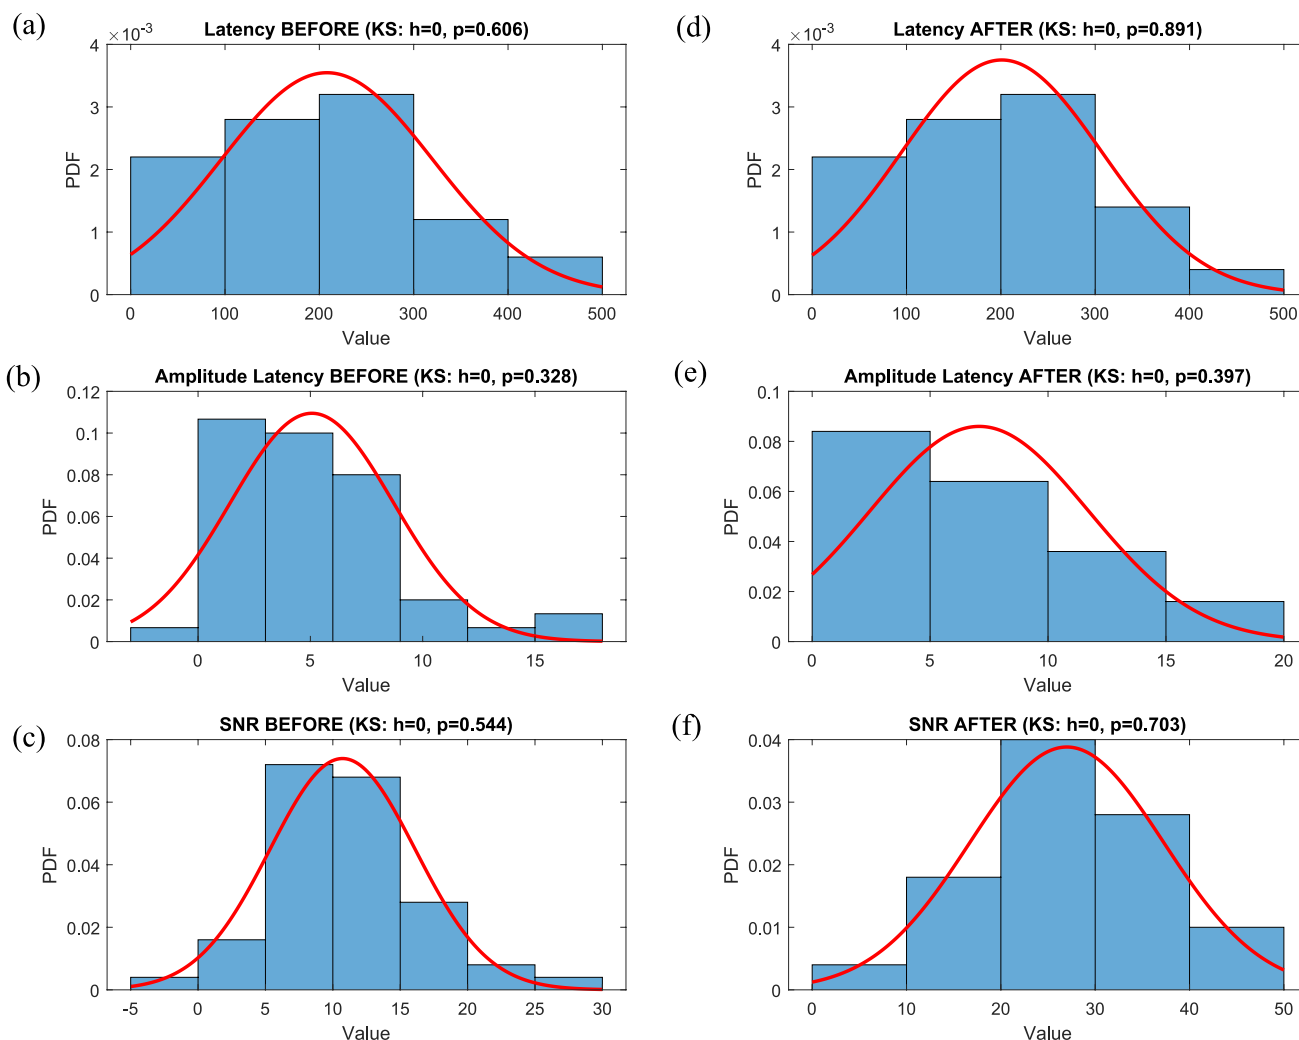 (a)
Latency BEFORE (KS: h=0, p=0.606)
×10⁻³
4
3
2
1
0
PDF
0 100 200 300 400 500
Value
(d)
Latency AFTER (KS: h=0, p=0.891)
×10⁻³
4
3
2
1
0
PDF
0 100 200 300 400 500
Value
(b)
Amplitude Latency BEFORE (KS: h=0, p=0.328)
0.12
0.1
0.08
0.06
0.04
0.02
0
PDF
0 5 10 15
Value
(e)
Amplitude Latency AFTER (KS: h=0, p=0.397)
0.1
0.08
0.06
0.04
0.02
0
PDF
0 5 10 15 20
Value
(c)
SNR BEFORE (KS: h=0, p=0.544)
0.08
0.06
0.04
0.02
0
PDF
-5 0 5 10 15 20 25 30
Value
(f)
SNR AFTER (KS: h=0, p=0.703)
0.04
0.03
0.02
0.01
0
PDF
0 10 20 30 40 50
Value